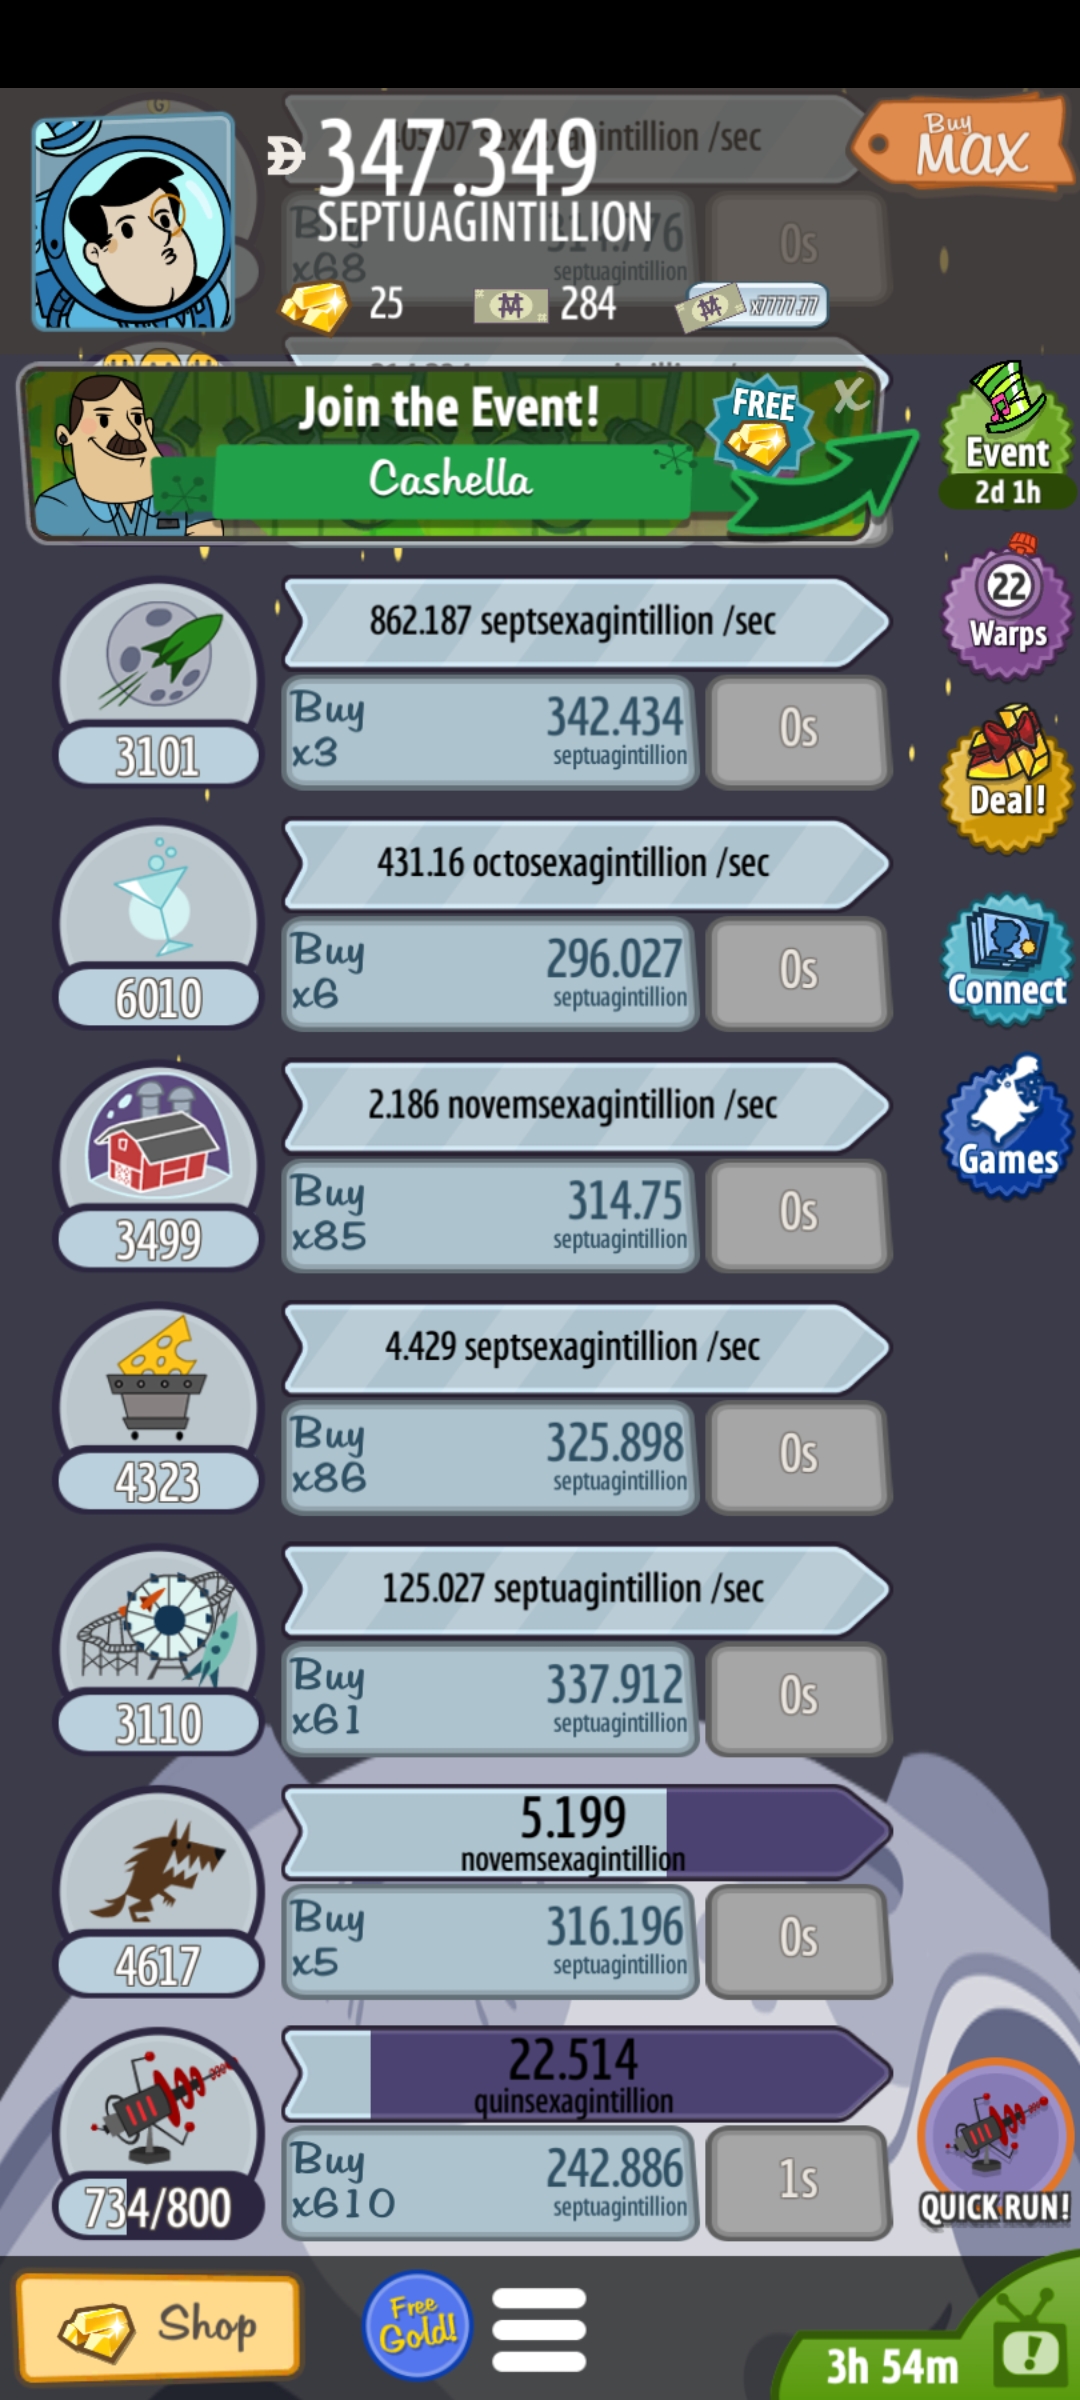 347.349
SEPTUAGINTILLION
Buy
MAX
sexsexagintillion /sec
x68
septuagintillion
0s
25
284
x7777.77
Join the Event!
FREE
X
Cashella
Event
2d 1h
862.187 septsexagintillion /sec
22
Warps
Buy
x3
342.434
septuagintillion
0s
3101
Deal!
431.16 octosexagintillion /sec
Buy
x6
296.027
septuagintillion
0s
6010
Connect
2.186 novemsexagintillion /sec
Games
Buy
x85
314.75
septuagintillion
0s
3499
4.429 septsexagintillion /sec
Buy
x86
325.898
septuagintillion
0s
4323
125.027 septuagintillion /sec
Buy
x61
337.912
septuagintillion
0s
3110
5.199
novemsexagintillion
Buy
x5
316.196
septuagintillion
0s
4617
22.514
quinsexagintillion
Buy
x610
242.886
septuagintillion
1s
734/800
QUICK RUN!
Shop
Free
Gold!
3h 54m